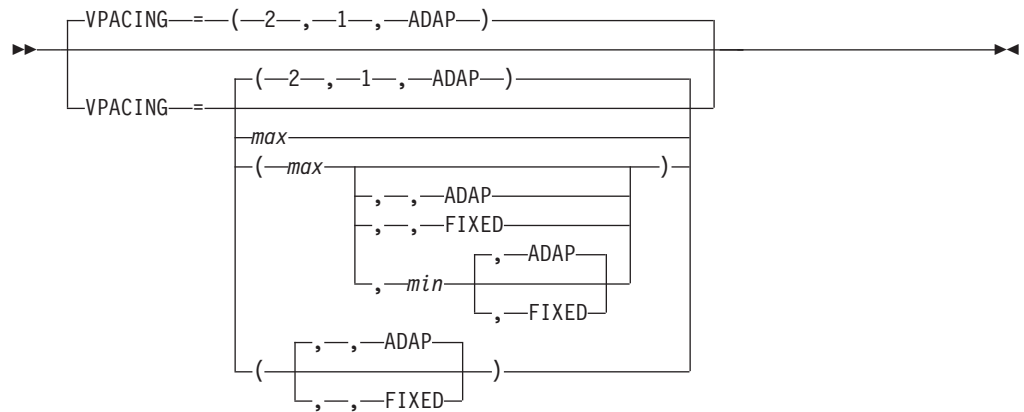 VPACING = ( 2 , 1 , ADAP )
( 2 , 1 , ADAP )
VPACING =
max
( max )
, , ADAP
, , FIXED
, ADAP
, min
, FIXED
, , ADAP
( )
, , FIXED